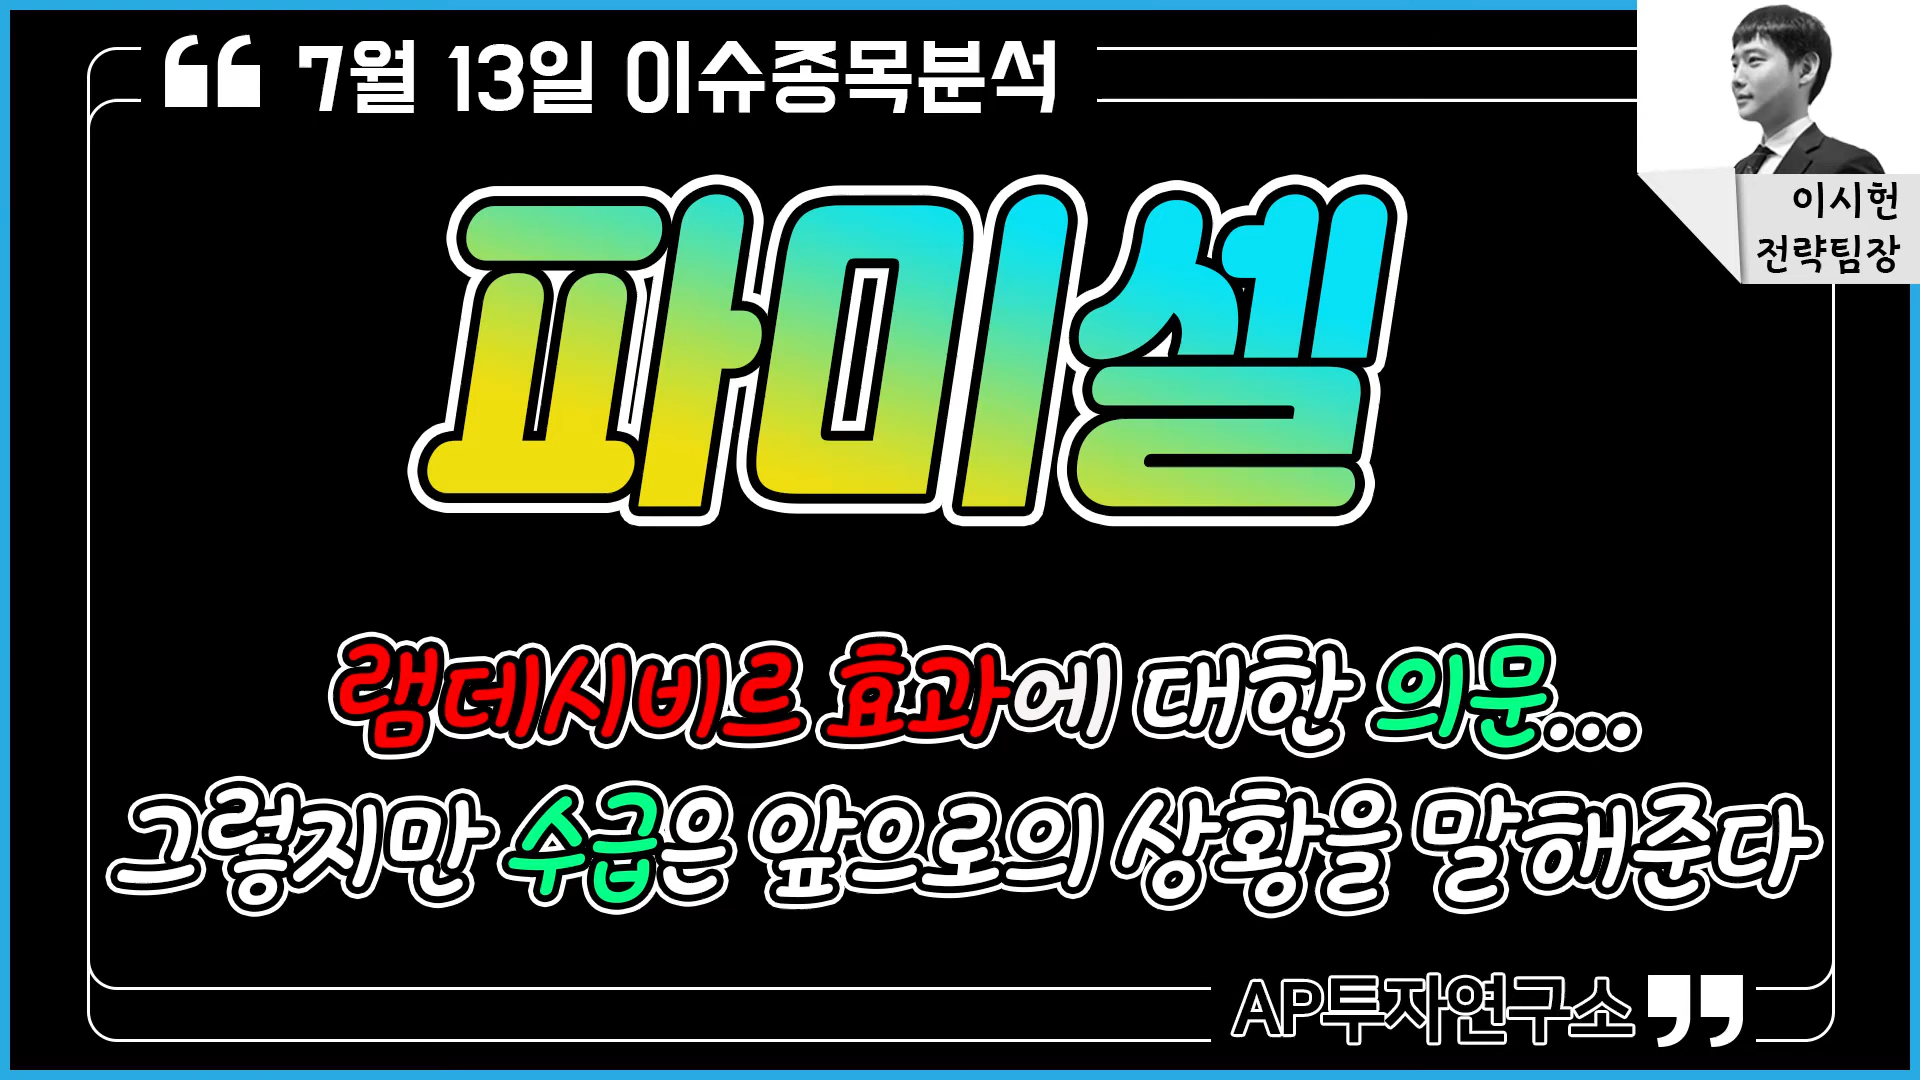 7월 13일 이슈종목분석
이시헌
전략팀장
파미셀
램데시비르 효과에 대한 의문...
그렇지만 수급은 앞으로의 상황을 말해준다
AP투자연구소